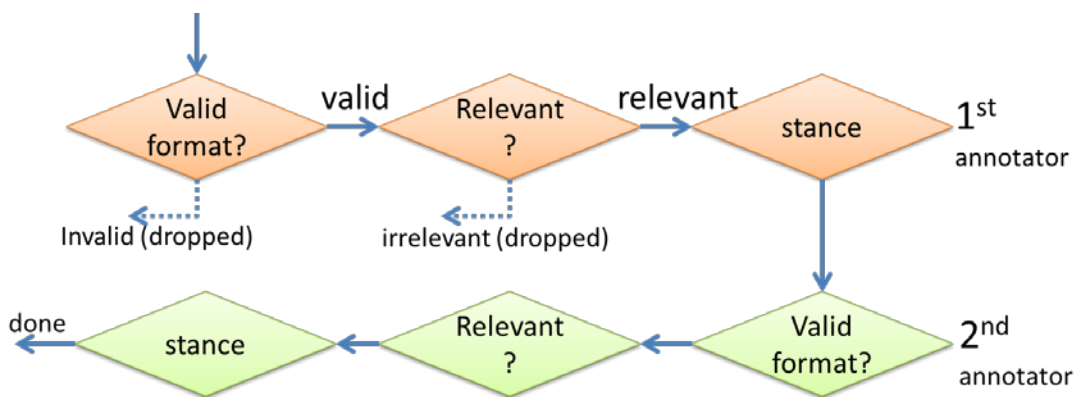 Valid
format?
valid
Relevant
?
relevant
stance
1st
annotator
Invalid (dropped)
irrelevant (dropped)
done
stance
Relevant
?
Valid
format?
2nd
annotator